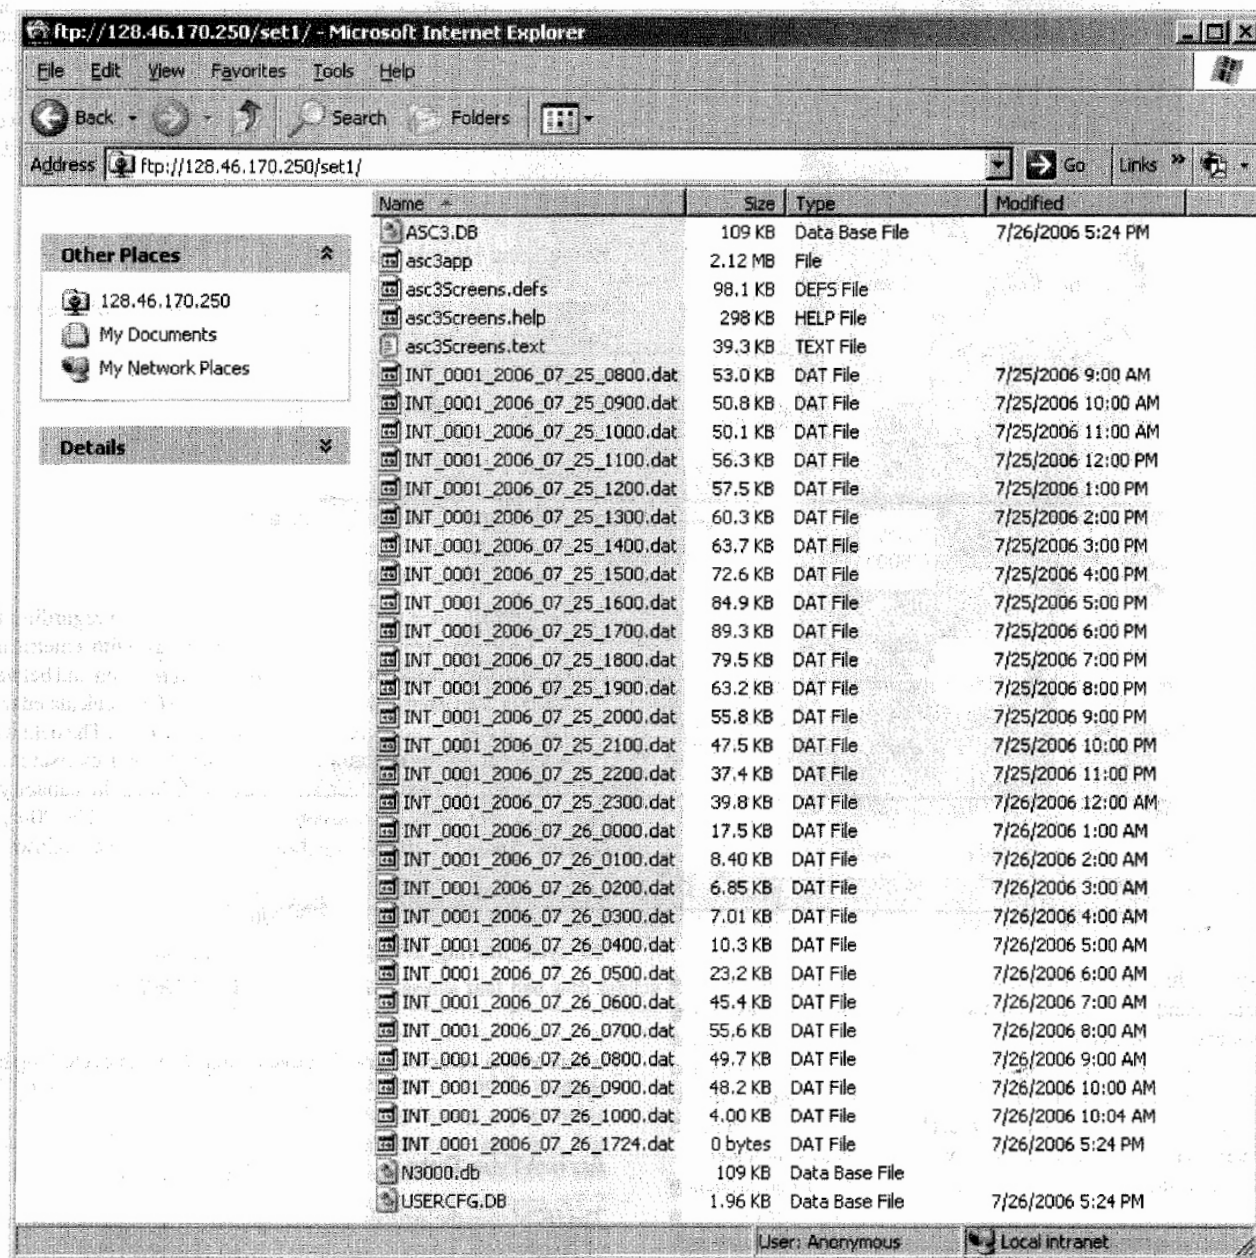 ftp://128.46.170.250/set1/ - Microsoft Internet Explorer
File Edit View Favorites Tools Help
Back Search Folders
Address ftp://128.46.170.250/set1/ Go Links »
Name Size Type Modified
Other Places
128.46.170.250
My Documents
My Network Places
Details
ASC3.DB 109 KB Data Base File 7/26/2006 5:24 PM
asc3app 2.12 MB File
asc3Screens.defs 98.1 KB DEFS File
asc3Screens.help 298 KB HELP File
asc3Screens.text 39.3 KB TEXT File
INT_0001_2006_07_25_0800.dat 53.0 KB DAT File 7/25/2006 9:00 AM
INT_0001_2006_07_25_0900.dat 50.8 KB DAT File 7/25/2006 10:00 AM
INT_0001_2006_07_25_1000.dat 50.1 KB DAT File 7/25/2006 11:00 AM
INT_0001_2006_07_25_1100.dat 56.3 KB DAT File 7/25/2006 12:00 PM
INT_0001_2006_07_25_1200.dat 57.5 KB DAT File 7/25/2006 1:00 PM
INT_0001_2006_07_25_1300.dat 60.3 KB DAT File 7/25/2006 2:00 PM
INT_0001_2006_07_25_1400.dat 63.7 KB DAT File 7/25/2006 3:00 PM
INT_0001_2006_07_25_1500.dat 72.6 KB DAT File 7/25/2006 4:00 PM
INT_0001_2006_07_25_1600.dat 84.9 KB DAT File 7/25/2006 5:00 PM
INT_0001_2006_07_25_1700.dat 89.3 KB DAT File 7/25/2006 6:00 PM
INT_0001_2006_07_25_1800.dat 79.5 KB DAT File 7/25/2006 7:00 PM
INT_0001_2006_07_25_1900.dat 63.2 KB DAT File 7/25/2006 8:00 PM
INT_0001_2006_07_25_2000.dat 55.8 KB DAT File 7/25/2006 9:00 PM
INT_0001_2006_07_25_2100.dat 47.5 KB DAT File 7/25/2006 10:00 PM
INT_0001_2006_07_25_2200.dat 37.4 KB DAT File 7/25/2006 11:00 PM
INT_0001_2006_07_25_2300.dat 39.8 KB DAT File 7/26/2006 12:00 AM
INT_0001_2006_07_26_0000.dat 17.5 KB DAT File 7/26/2006 1:00 AM
INT_0001_2006_07_26_0100.dat 8.40 KB DAT File 7/26/2006 2:00 AM
INT_0001_2006_07_26_0200.dat 6.85 KB DAT File 7/26/2006 3:00 AM
INT_0001_2006_07_26_0300.dat 7.01 KB DAT File 7/26/2006 4:00 AM
INT_0001_2006_07_26_0400.dat 10.3 KB DAT File 7/26/2006 5:00 AM
INT_0001_2006_07_26_0500.dat 23.2 KB DAT File 7/26/2006 6:00 AM
INT_0001_2006_07_26_0600.dat 45.4 KB DAT File 7/26/2006 7:00 AM
INT_0001_2006_07_26_0700.dat 55.6 KB DAT File 7/26/2006 8:00 AM
INT_0001_2006_07_26_0800.dat 49.7 KB DAT File 7/26/2006 9:00 AM
INT_0001_2006_07_26_0900.dat 48.2 KB DAT File 7/26/2006 10:00 AM
INT_0001_2006_07_26_1000.dat 4.00 KB DAT File 7/26/2006 10:04 AM
INT_0001_2006_07_26_1724.dat 0 bytes DAT File 7/26/2006 5:24 PM
N3000.db 109 KB Data Base File
USERCFG.DB 1.96 KB Data Base File 7/26/2006 5:24 PM
User: Anonymous Local intranet